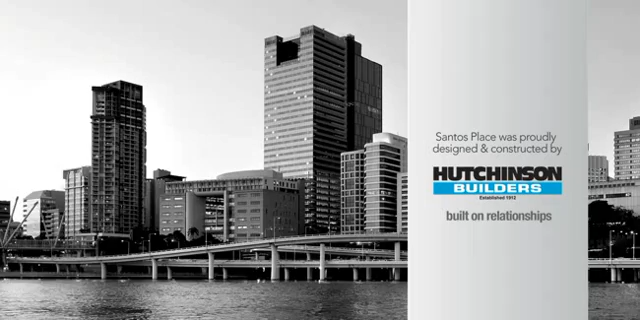 Santos Place was proudly
designed & constructed by
HUTCHINSON
BUILDERS
Established 1912
built on relationships